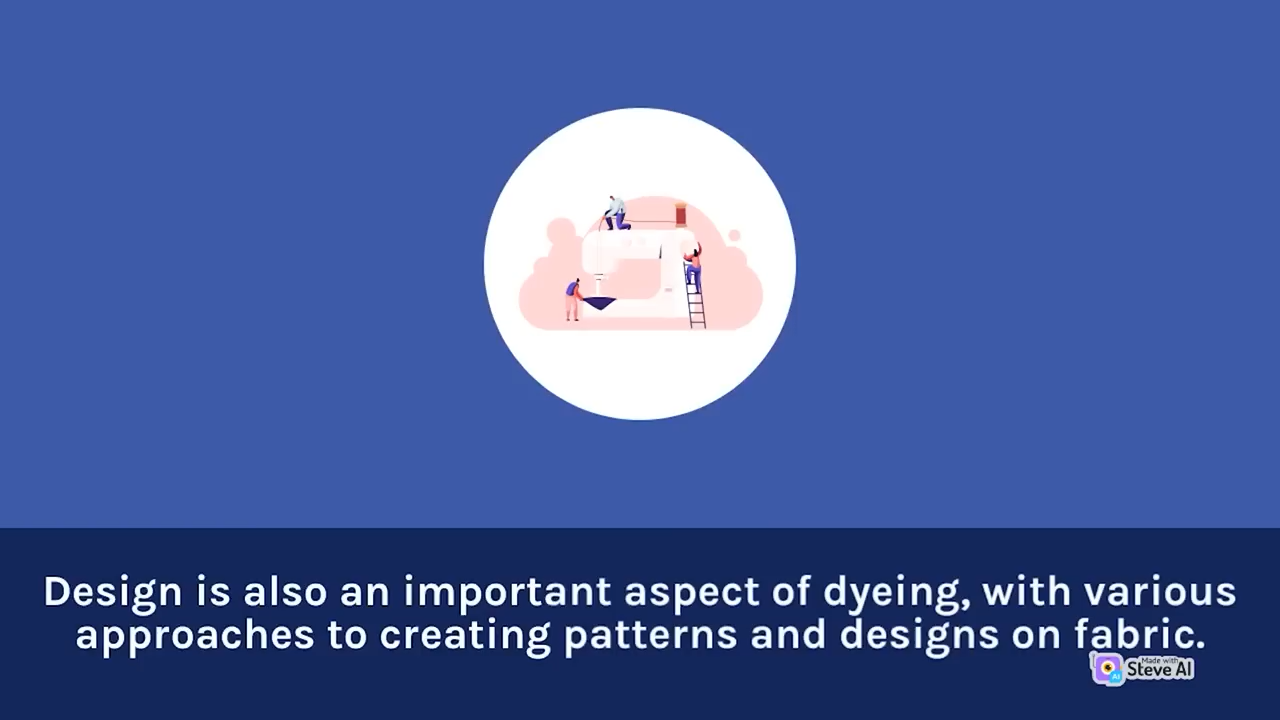 Design is also an important aspect of dyeing, with various
approaches to creating patterns and designs on fabric.
Made with
Steve AI
AI